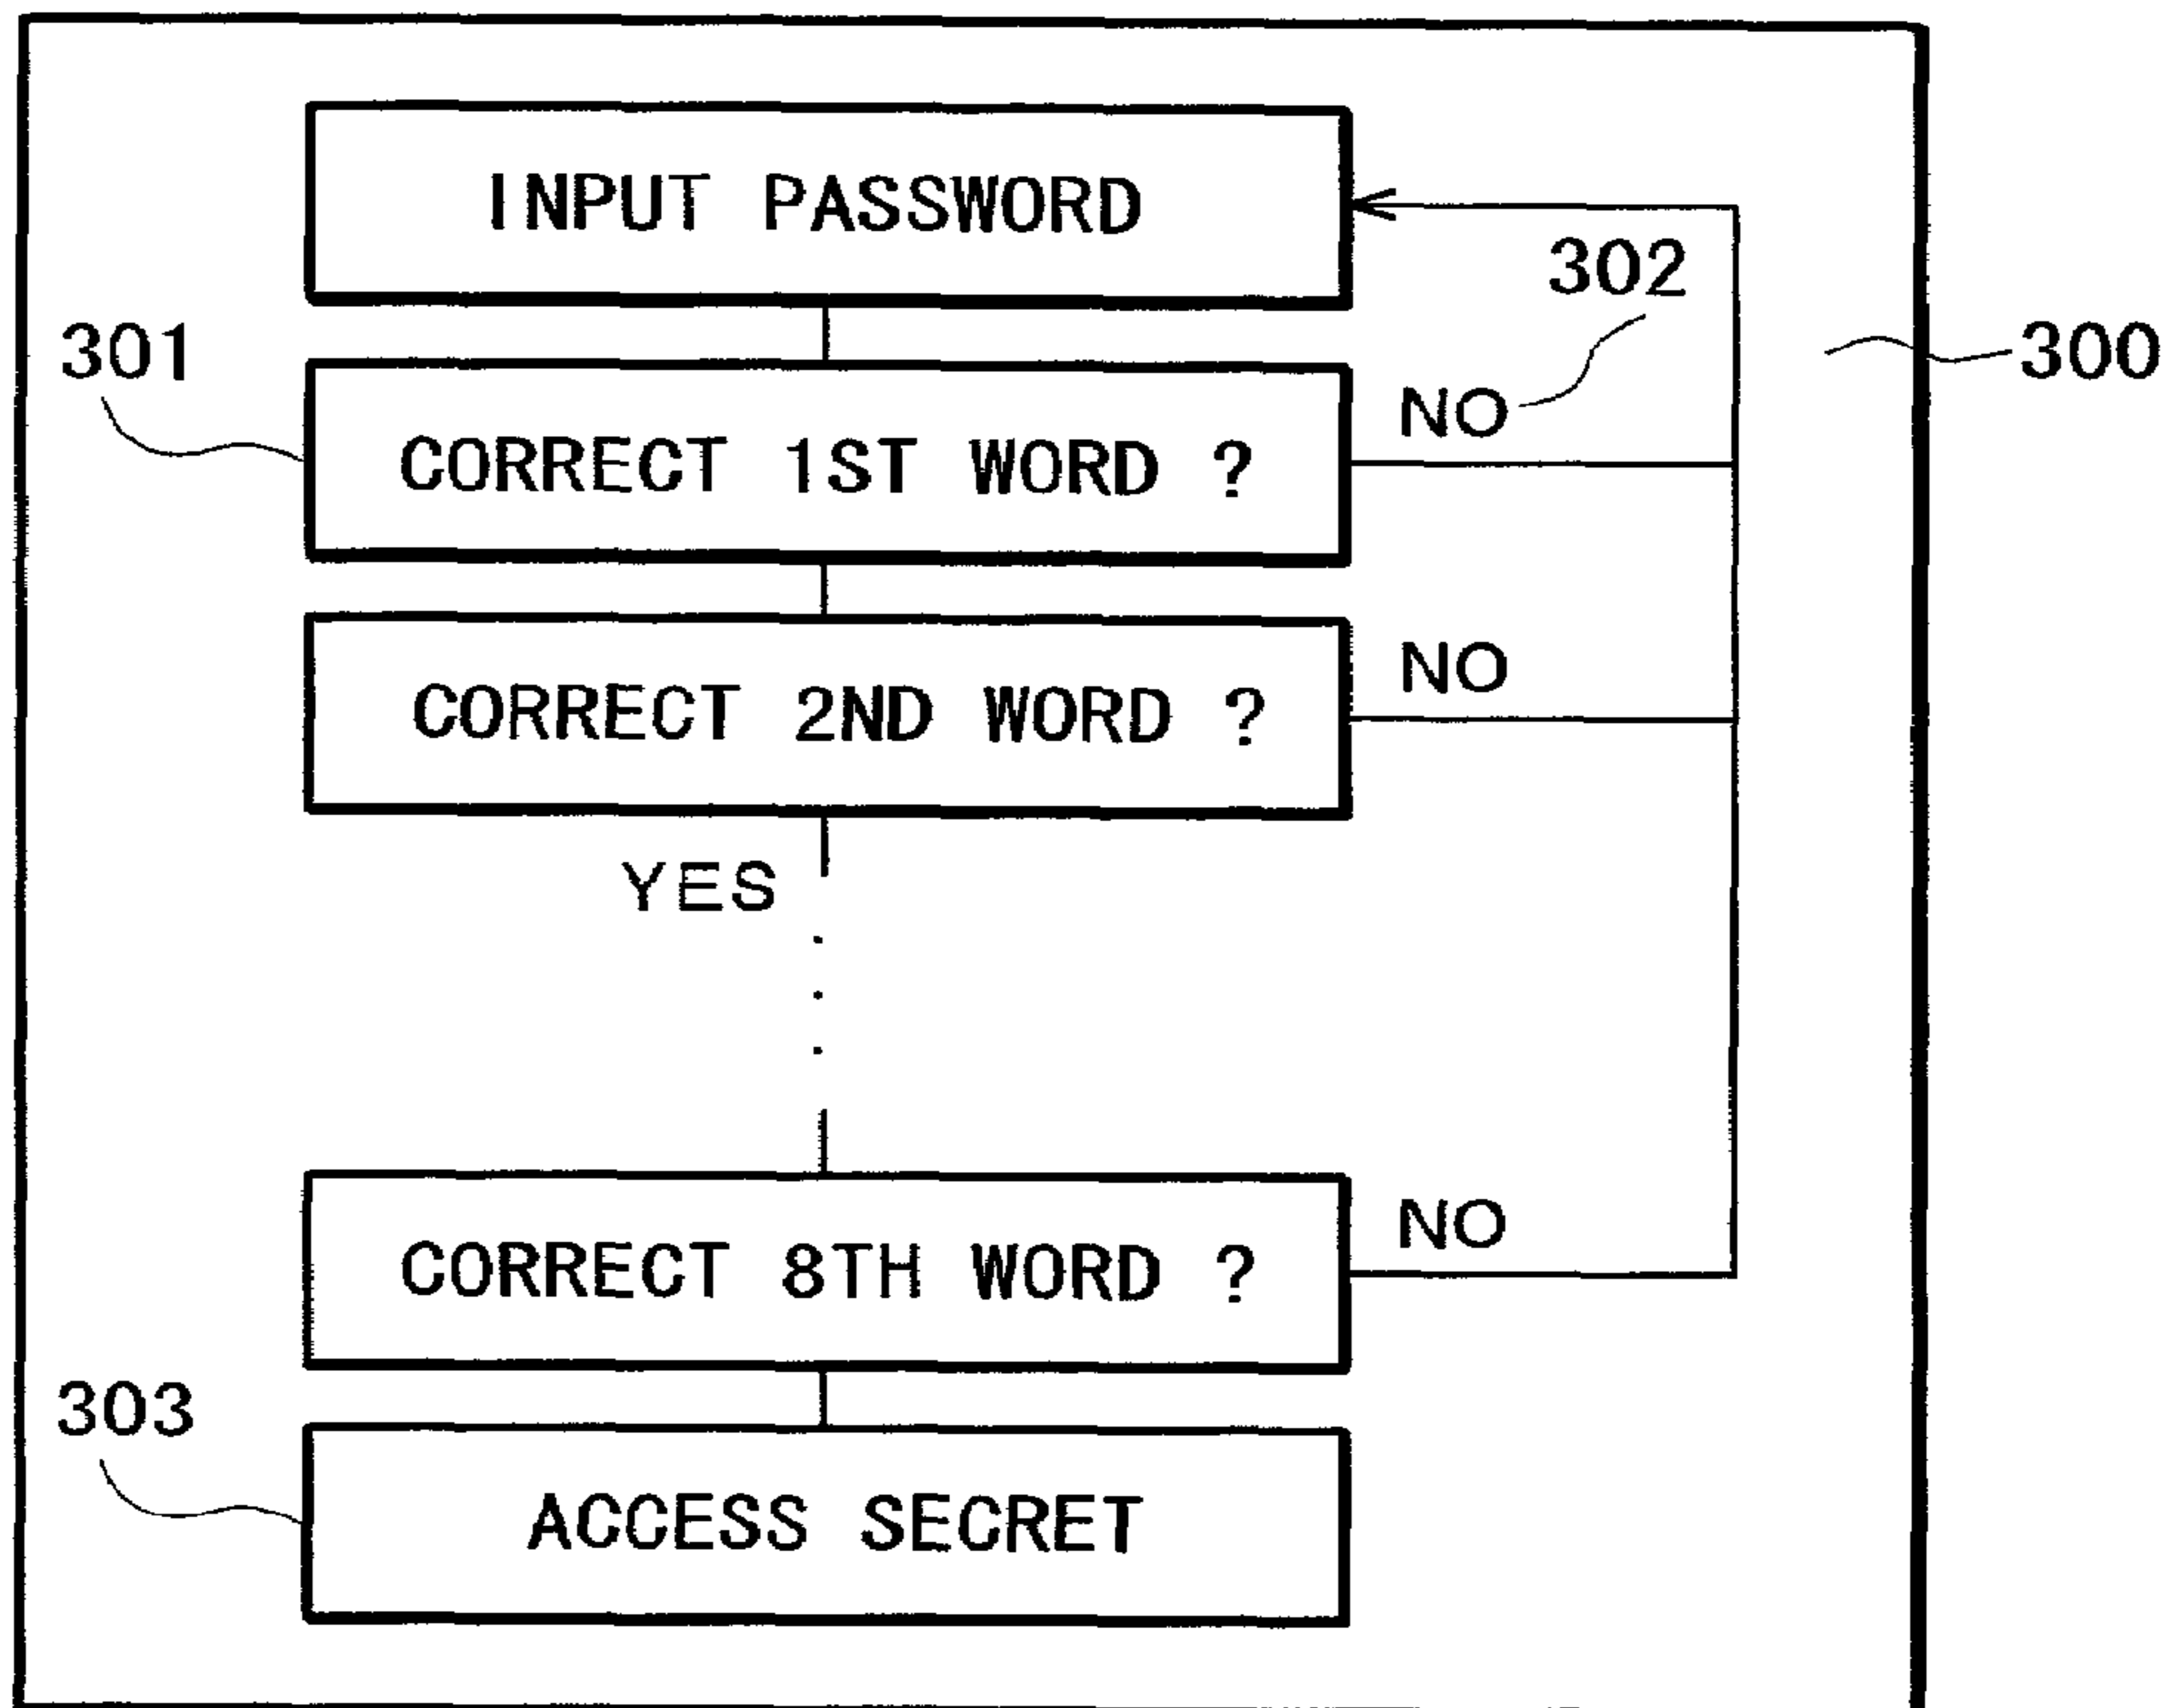 INPUT PASSWORD
302
301
300
NO
CORRECT 1ST WORD ?
NO
CORRECT 2ND WORD ?
YES
NO
CORRECT 8TH WORD ?
303
ACCESS SECRET